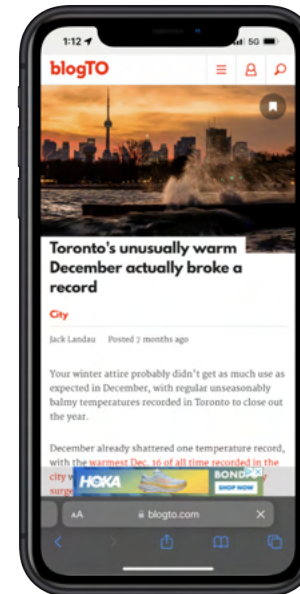 1:12
5G
blogTO
Toronto's unusually warm
December actually broke a
record
City
Jack Landau Posted 7 months ago
Your winter attire probably didn't get as much use as
expected in December, with regular unseasonably
balmy temperatures recorded in Toronto to close out
the year.
December already shattered one temperature record,
with the warmest Dec. 16 of all time recorded in the
city
surge
HOKA
BOND
SHOP NOW
AA
blogto.com